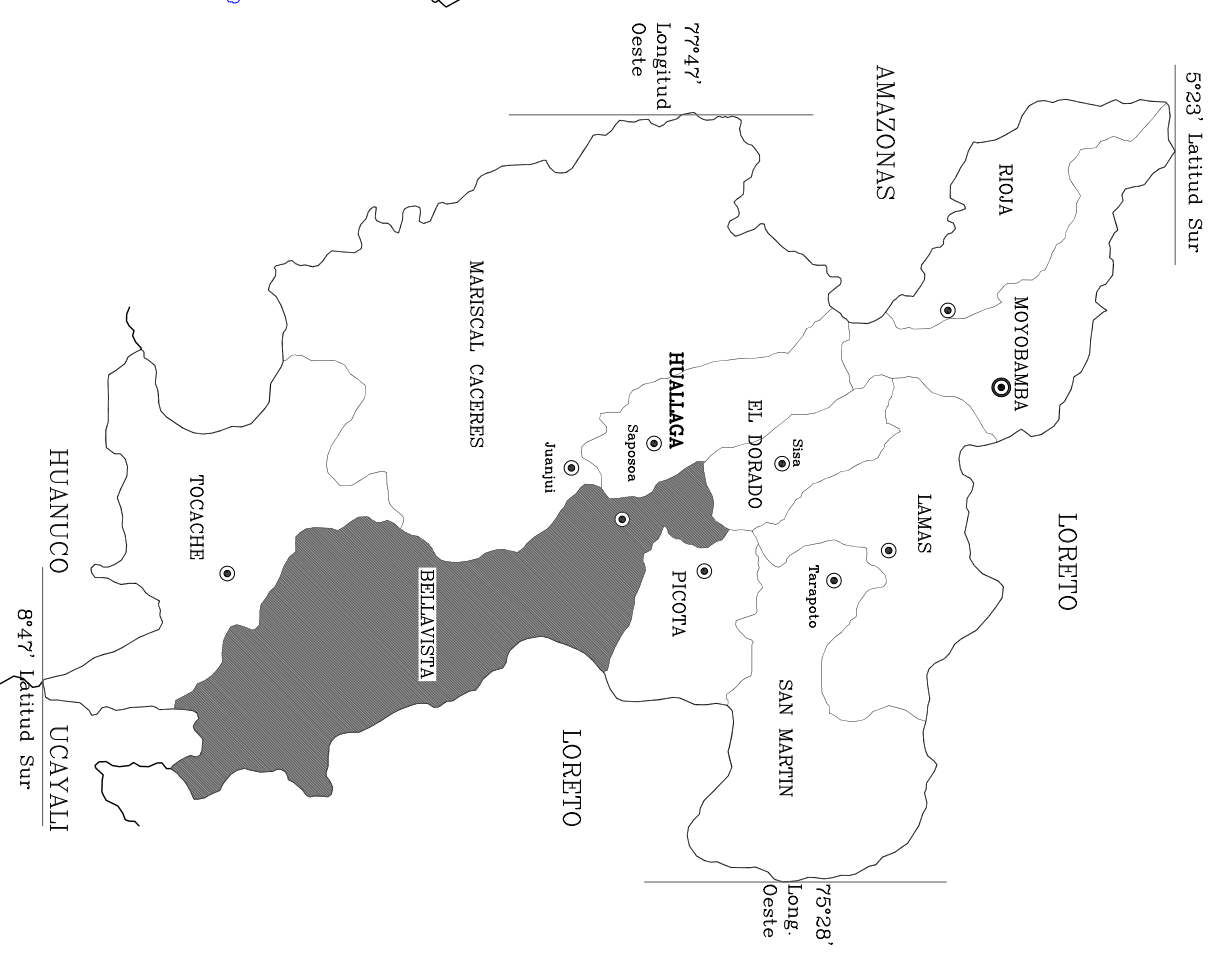 5°23' Latitud Sur
AMAZONAS
77°47'
Longitud
Oeste
RIOJA
MOYOBAMBA
LORETO
LAMAS
Sisa
EL DORADO
HUALLAGA
Saposoa
Juanjui
MARISCAL CACERES
Tarapoto
PICOTA
SAN MARTIN
BELLAVISTA
TOCACHE
LORETO
HUANUCO
UCAYALI
8°47' Latitud Sur
75°28'
Long.
Oeste